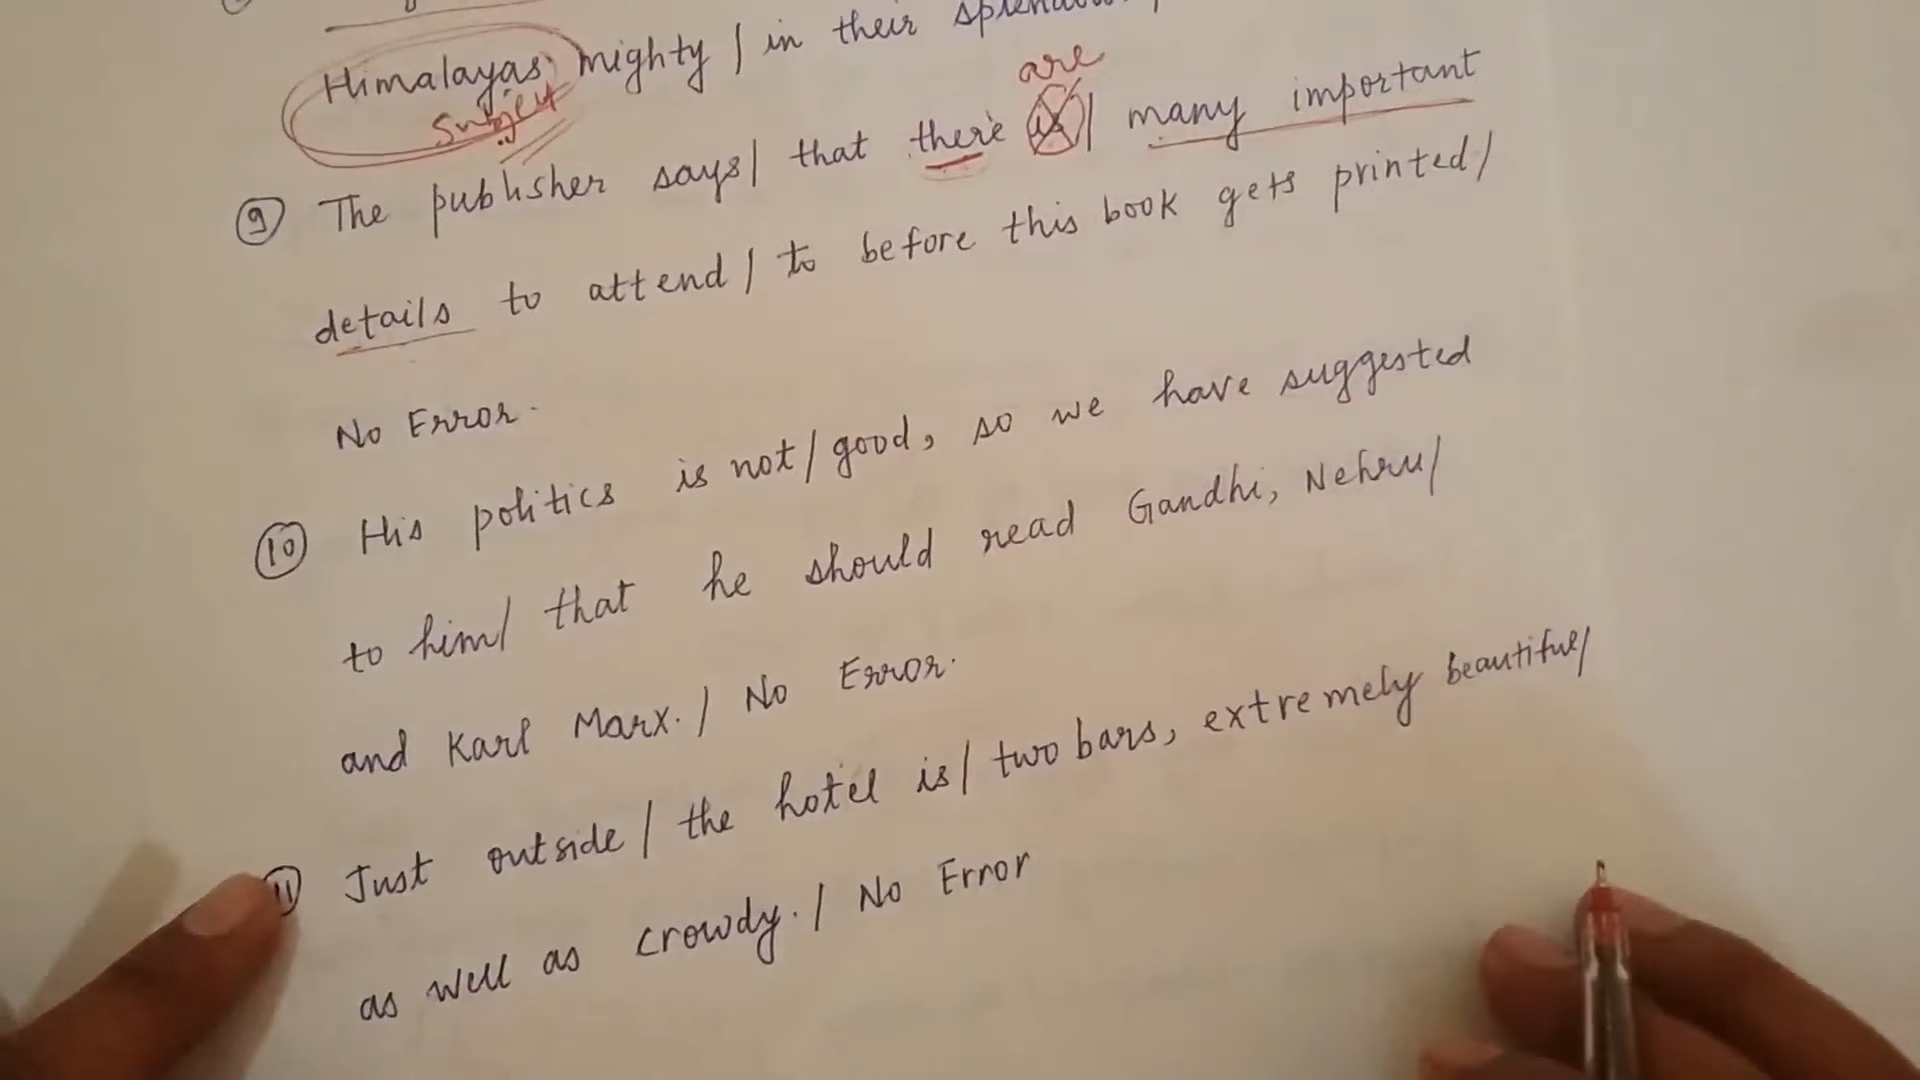 Himalayas mighty / in their
Subject
are
⑨ The publisher says / that there is / many important
details to attend / to before this book gets printed /
No Error.
⑩ His politics is not / good, so we have suggested
to him / that he should read Gandhi, Nehru /
and Karl Marx. / No Error.
⑪ Just outside / the hotel is / two bars, extremely beautiful /
as well as crowdy. / No Error